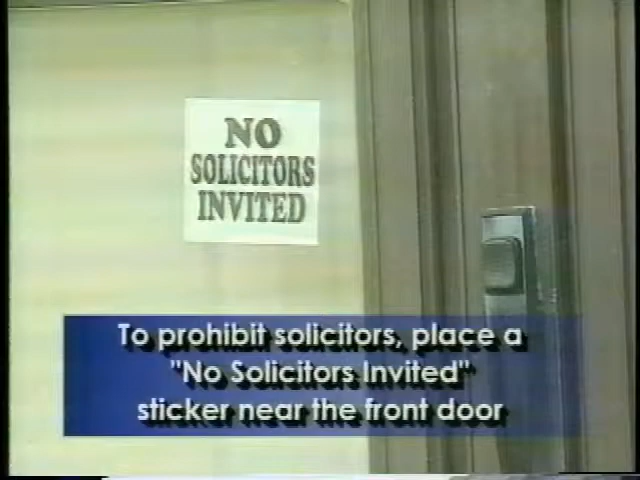 NO
SOLICITORS
INVITED
To prohibit solicitors, place a
"No Solicitors Invited"
sticker near the front door